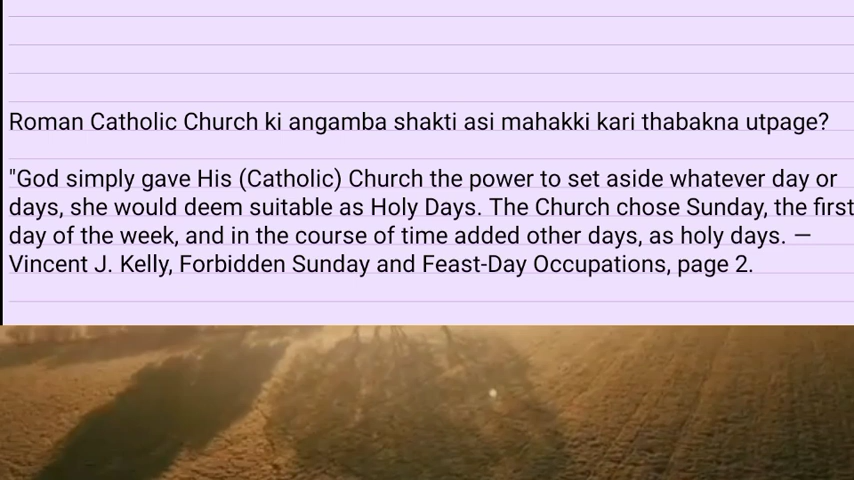 Roman Catholic Church ki angamba shakti asi mahakki kari thabakna utpage?
"God simply gave His (Catholic) Church the power to set aside whatever day or
days, she would deem suitable as Holy Days. The Church chose Sunday, the first
day of the week, and in the course of time added other days, as holy days. —
Vincent J. Kelly, Forbidden Sunday and Feast-Day Occupations, page 2.